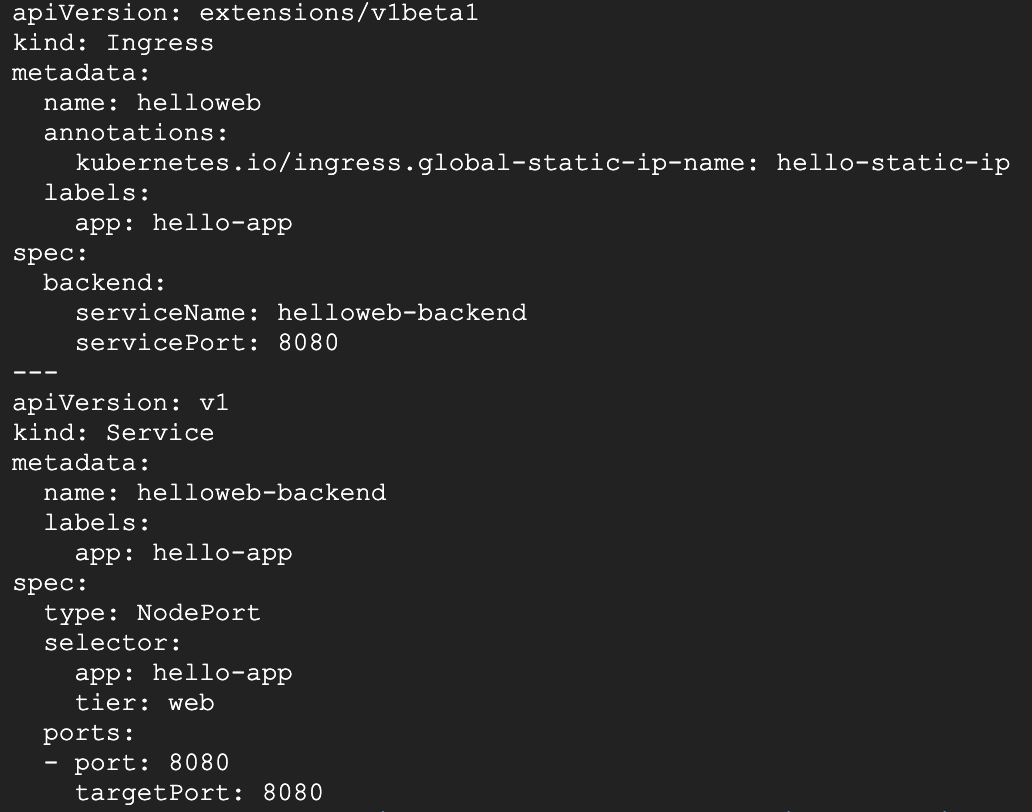 apiVersion: extensions/v1beta1
kind: Ingress
metadata:
  name: helloweb
  annotations:
    kubernetes.io/ingress.global-static-ip-name: hello-static-ip
  labels:
    app: hello-app
spec:
  backend:
    serviceName: helloweb-backend
    servicePort: 8080
---
apiVersion: v1
kind: Service
metadata:
  name: helloweb-backend
  labels:
    app: hello-app
spec:
  type: NodePort
  selector:
    app: hello-app
    tier: web
  ports:
  - port: 8080
    targetPort: 8080